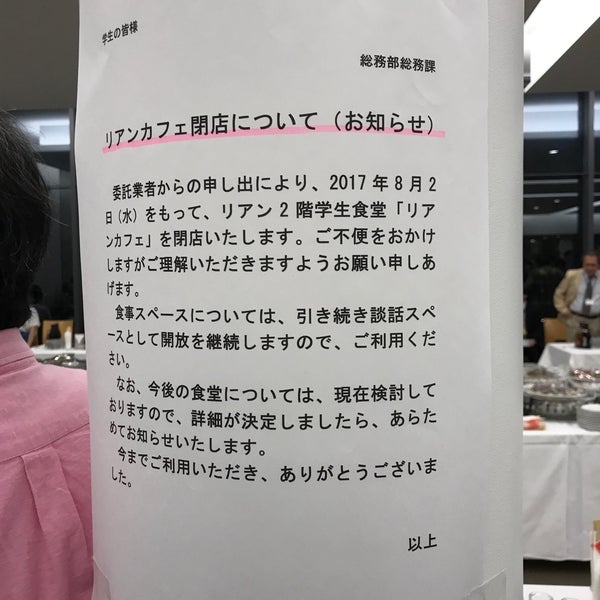 学生の皆様
総務部総務課
リアンカフェ閉店について（お知らせ）
委託業者からの申し出により、2017年8月2
日（水）をもって、リアン2階学生食堂「リア
ンカフェ」を閉店いたします。ご不便をおかけ
しますがご理解いただきますようお願い申しあ
げます。
食事スペースについては、引き続き談話スペ
ースとして開放を継続しますので、ご利用くだ
さい。
なお、今後の食堂については、現在検討して
おりますので、詳細が決定しましたら、あらた
めてお知らせいたします。
今までご利用いただき、ありがとうございま
した。
以上